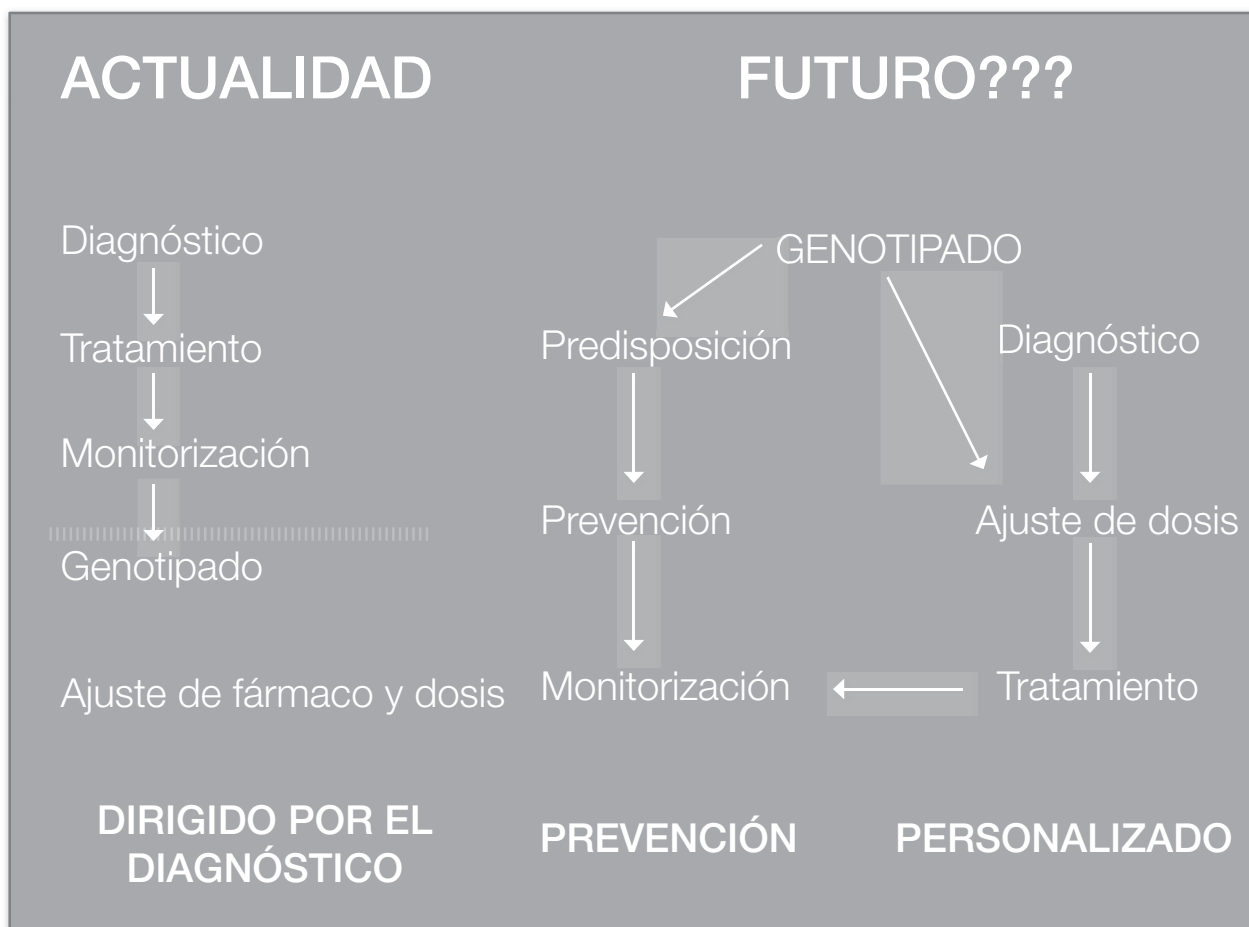 ACTUALIDAD
Diagnóstico
Tratamiento
Monitorización
Genotipado
Ajuste de fármaco y dosis
DIRIGIDO POR EL
DIAGNÓSTICO
FUTURO???
GENOTIPADO
Predisposición
Prevención
Monitorización
PREVENCIÓN
Diagnóstico
Ajuste de dosis
Tratamiento
PERSONALIZADO